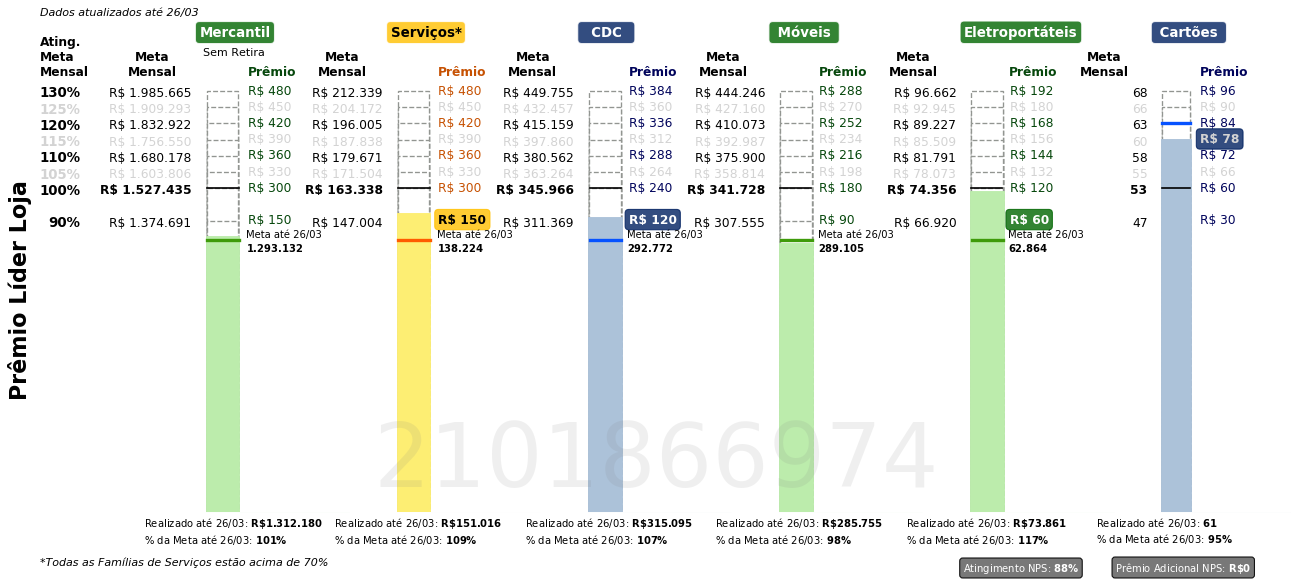 Dados atualizados até 26/03
Mercantil Serviços* CDC Móveis Eletroportáteis Cartões
Sem Retira
Ating. Meta Mensal Meta Mensal Prêmio Meta Mensal Prêmio Meta Mensal Prêmio Meta Mensal Prêmio Meta Mensal Prêmio Meta Mensal Prêmio
130% R$ 1.985.665 R$ 480 R$ 212.339 R$ 480 R$ 449.755 R$ 384 R$ 444.246 R$ 288 R$ 96.662 R$ 192 68 R$ 96
125% R$ 1.909.293 R$ 450 R$ 204.172 R$ 450 R$ 432.457 R$ 360 R$ 427.160 R$ 270 R$ 92.945 R$ 180 66 R$ 90
120% R$ 1.832.922 R$ 420 R$ 196.005 R$ 420 R$ 415.159 R$ 336 R$ 410.073 R$ 252 R$ 89.227 R$ 168 63 R$ 84
115% R$ 1.756.550 R$ 390 R$ 187.838 R$ 390 R$ 397.860 R$ 312 R$ 392.987 R$ 234 R$ 85.509 R$ 156 60 R$ 78
110% R$ 1.680.178 R$ 360 R$ 179.671 R$ 360 R$ 380.562 R$ 288 R$ 375.900 R$ 216 R$ 81.791 R$ 144 58 R$ 72
105% R$ 1.603.806 R$ 330 R$ 171.504 R$ 330 R$ 363.264 R$ 264 R$ 358.814 R$ 198 R$ 78.073 R$ 132 55 R$ 66
100% R$ 1.527.435 R$ 300 R$ 163.338 R$ 300 R$ 345.966 R$ 240 R$ 341.728 R$ 180 R$ 74.356 R$ 120 53 R$ 60
90% R$ 1.374.691 R$ 150 R$ 147.004 R$ 150 R$ 311.369 R$ 120 R$ 307.555 R$ 90 R$ 66.920 R$ 60 47 R$ 30
Meta até 26/03 Meta até 26/03 Meta até 26/03 Meta até 26/03 Meta até 26/03
1.293.132 138.224 292.772 289.105 62.864
Prêmio Líder Loja
2101866974
Realizado até 26/03: R$1.312.180 Realizado até 26/03: R$151.016 Realizado até 26/03: R$315.095 Realizado até 26/03: R$285.755 Realizado até 26/03: R$73.861 Realizado até 26/03: 61
% da Meta até 26/03: 101% % da Meta até 26/03: 109% % da Meta até 26/03: 107% % da Meta até 26/03: 98% % da Meta até 26/03: 117% % da Meta até 26/03: 95%
*Todas as Famílias de Serviços estão acima de 70%
Atingimento NPS: 88% Prêmio Adicional NPS: R$0